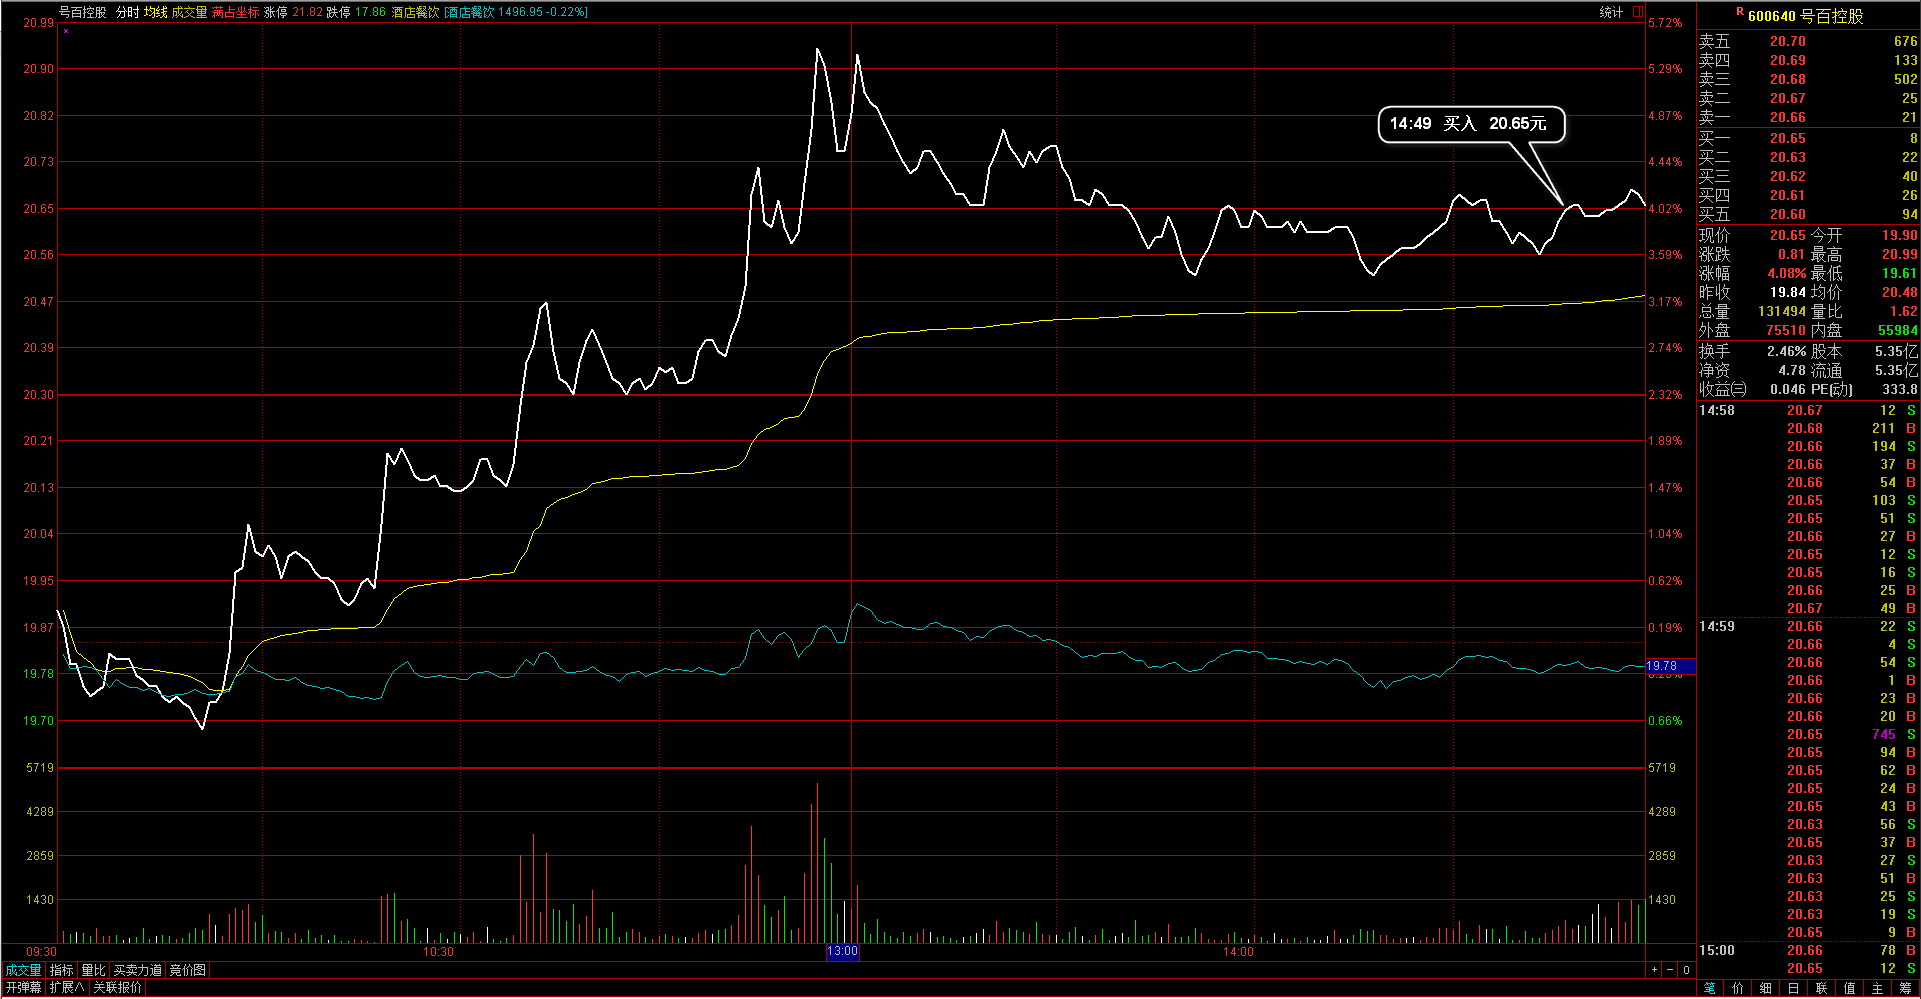 号百控股 分时 均线 成交量 满占坐标 涨停 21.82 跌停 17.86 酒店餐饮 [酒店餐饮 1496.95 -0.22%]
统计
20.99 5.72%
20.90 5.29%
20.82 4.87%
20.73 4.44%
20.65 4.02%
20.56 3.59%
20.47 3.17%
20.39 2.74%
20.30 2.32%
20.21 1.89%
20.13 1.47%
20.04 1.04%
19.95 0.62%
19.87 0.19%
19.78 19.78
19.70 0.66%
5719 5719
4289 4289
2859 2859
1430 1430
14:49 买入 20.65元
09:30 10:30 13:00 14:00
成交量 指标 量比 买卖力道 竞价图 + - 0
开弹幕 扩展∧ 关联报价
R 600640 号百控股
卖五 20.70 676
卖四 20.69 133
卖三 20.68 502
卖二 20.67 25
卖一 20.66 21
买一 20.65 8
买二 20.63 22
买三 20.62 40
买四 20.61 26
买五 20.60 94
现价 20.65 今开 19.90
涨跌 0.81 最高 20.99
涨幅 4.08% 最低 19.61
昨收 19.84 均价 20.48
总量 131494 量比 1.62
外盘 75510 内盘 55984
换手 2.46% 股本 5.35亿
净资 4.78 流通 5.35亿
收益㈢ 0.046 PE[动] 333.8
14:58 20.67 12 S
20.68 211 B
20.66 194 S
20.66 37 B
20.66 54 B
20.65 103 S
20.65 51 S
20.66 27 B
20.65 12 S
20.65 16 S
20.66 25 B
20.67 49 B
14:59 20.66 22 S
20.66 4 S
20.66 54 S
20.66 1 B
20.66 23 B
20.66 20 B
20.65 745 S
20.65 94 B
20.65 62 B
20.65 24 B
20.65 43 B
20.63 56 S
20.65 37 B
20.63 27 S
20.63 51 B
20.63 25 S
20.63 19 S
20.65 9 B
15:00 20.66 78 B
20.65 12 S
笔 价 细 日 联 值 主 筹